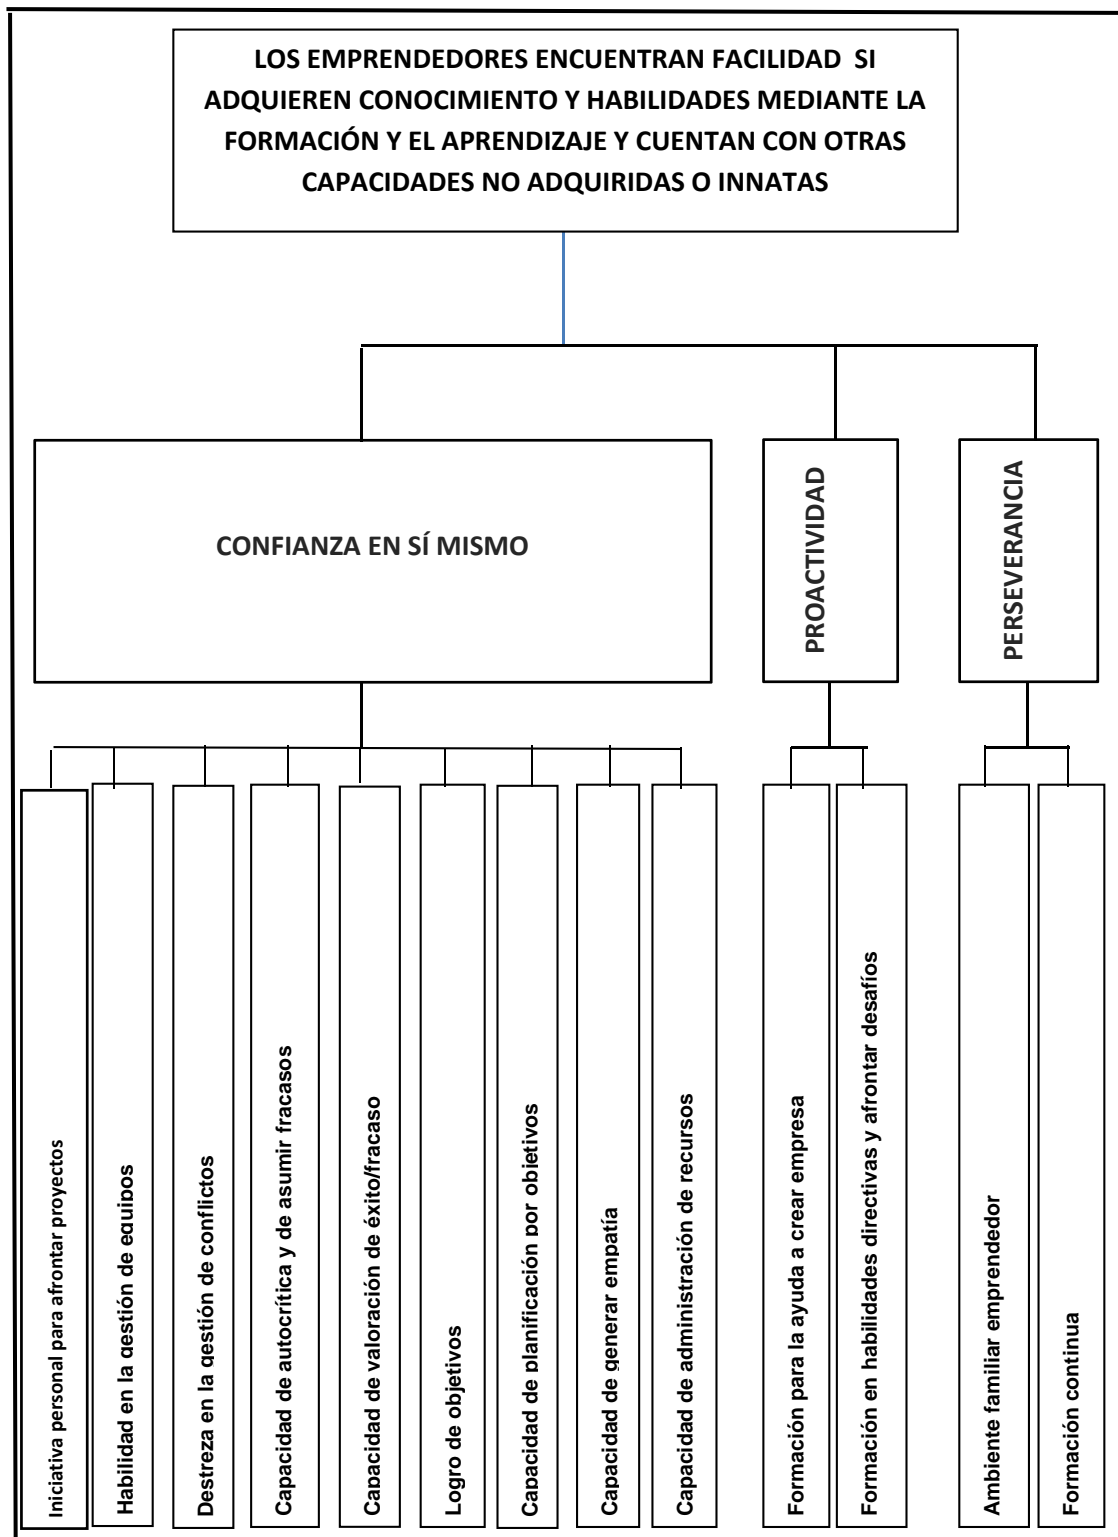 LOS EMPRENDEDORES ENCUENTRAN FACILIDAD SI
ADQUIEREN CONOCIMIENTO Y HABILIDADES MEDIANTE LA
FORMACIÓN Y EL APRENDIZAJE Y CUENTAN CON OTRAS
CAPACIDADES NO ADQUIRIDAS O INNATAS
CONFIANZA EN SÍ MISMO
PROACTIVIDAD
PERSEVERANCIA
Iniciativa personal para afrontar proyectos
Habilidad en la gestión de equipos
Destreza en la gestión de conflictos
Capacidad de autocrítica y de asumir fracasos
Capacidad de valoración de éxito/fracaso
Logro de objetivos
Capacidad de planificación por objetivos
Capacidad de generar empatía
Capacidad de administración de recursos
Formación para la ayuda a crear empresa
Formación en habilidades directivas y afrontar desafíos
Ambiente familiar emprendedor
Formación continua